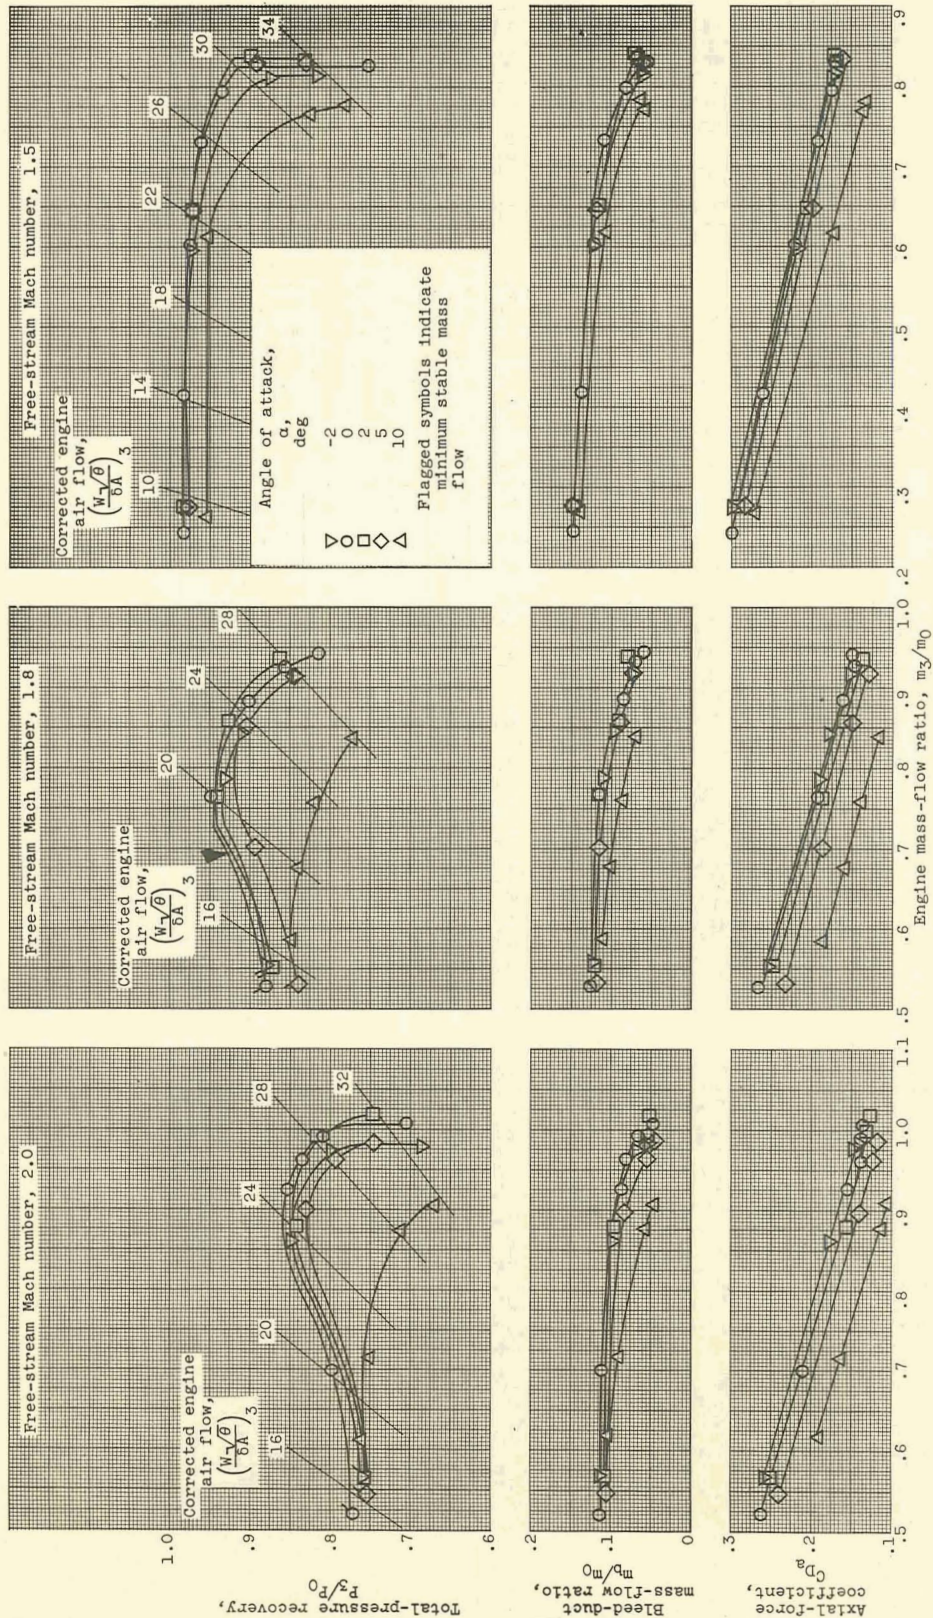 Free-stream Mach number, 2.0
Free-stream Mach number, 1.8
Free-stream Mach number, 1.5
Corrected engine
air flow,
(W√θ/δA)3
16
20
24
28
32
Corrected engine
air flow,
(W√θ/δA)3
16
20
24
28
Corrected engine
air flow,
(W√θ/δA)3
10
14
18
22
26
30
34
Angle of attack,
α,
deg
-2
0
2
5
10
Flagged symbols indicate
minimum stable mass
flow
Total-pressure recovery,
P3/P0
1.0
.9
.8
.7
.6
Bleed-duct
mass-flow ratio,
mb/m0
.2
.1
0
Axial-force
coefficient,
CDa
.3
.2
.1
.5
.6
.7
.8
.9
1.0
1.1
.5
.6
.7
.8
.9
1.0
.2
.3
.4
.5
.6
.7
.8
.9
Engine mass-flow ratio, m3/m0